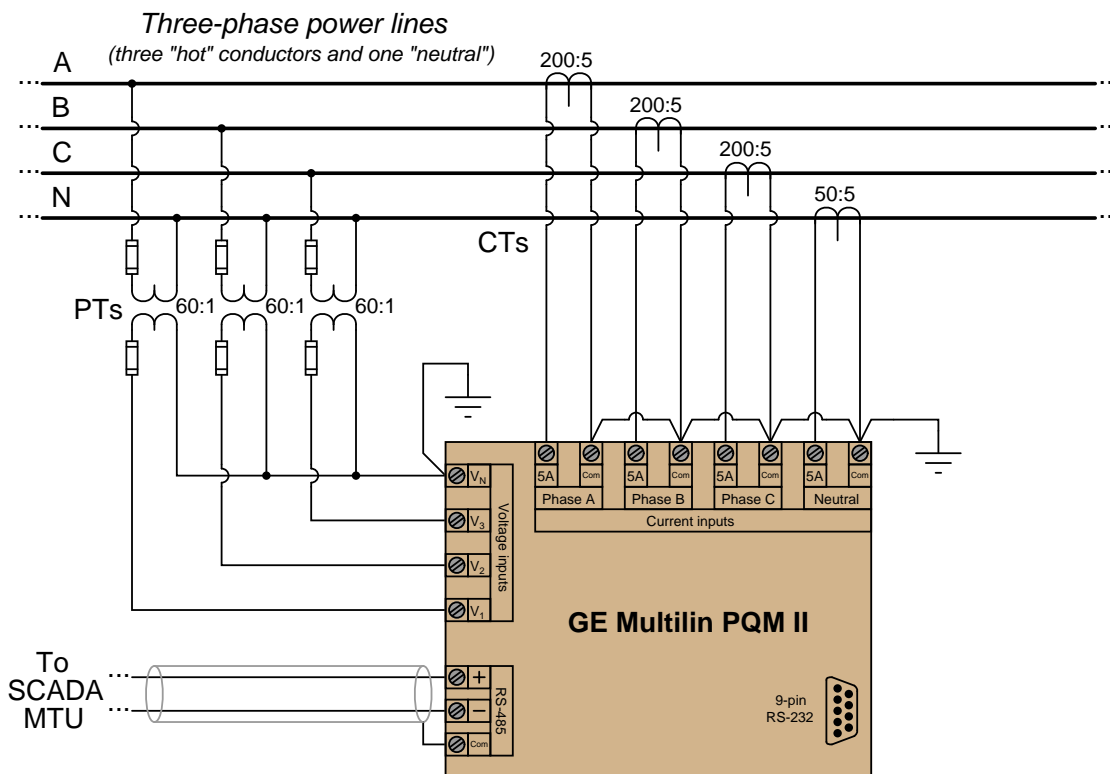 Three-phase power lines
(three "hot" conductors and one "neutral")
A
200:5
B
200:5
C
200:5
N
50:5
CTs
PTs
60:1
60:1
60:1
5A
Com
5A
Com
5A
Com
5A
Com
Phase A
Phase B
Phase C
Neutral
Current inputs
VN
V3
V2
V1
Voltage inputs
GE Multilin PQM II
To
SCADA
MTU
+
−
Com
RS-485
9-pin
RS-232